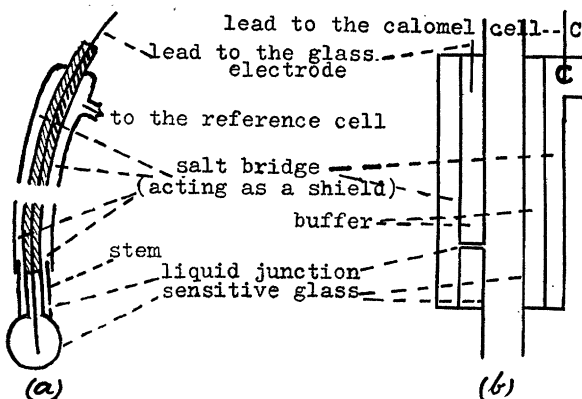 lead to the calomel cell-- C
lead to the glass
electrode
C
to the reference cell
salt bridge
(acting as a shield)
buffer
stem
liquid junction
sensitive glass
(a)
(b)